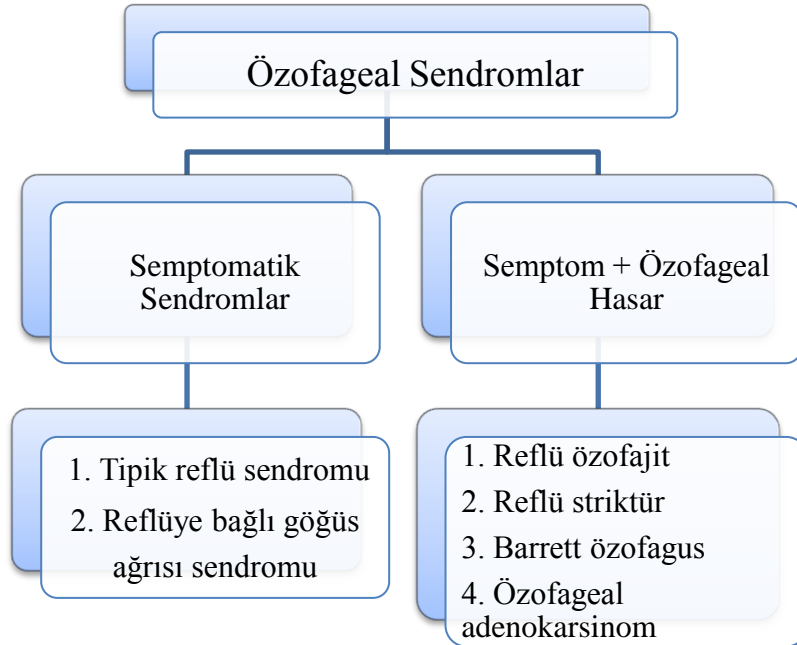 Özofageal Sendromlar
Semptomatik
Sendromlar
Semptom + Özofageal
Hasar
1. Tipik reflü sendromu
2. Reflüye bağlı göğüs
ağrısı sendromu
1. Reflü özofajit
2. Reflü striktür
3. Barrett özofagus
4. Özofageal
adenokarsinom